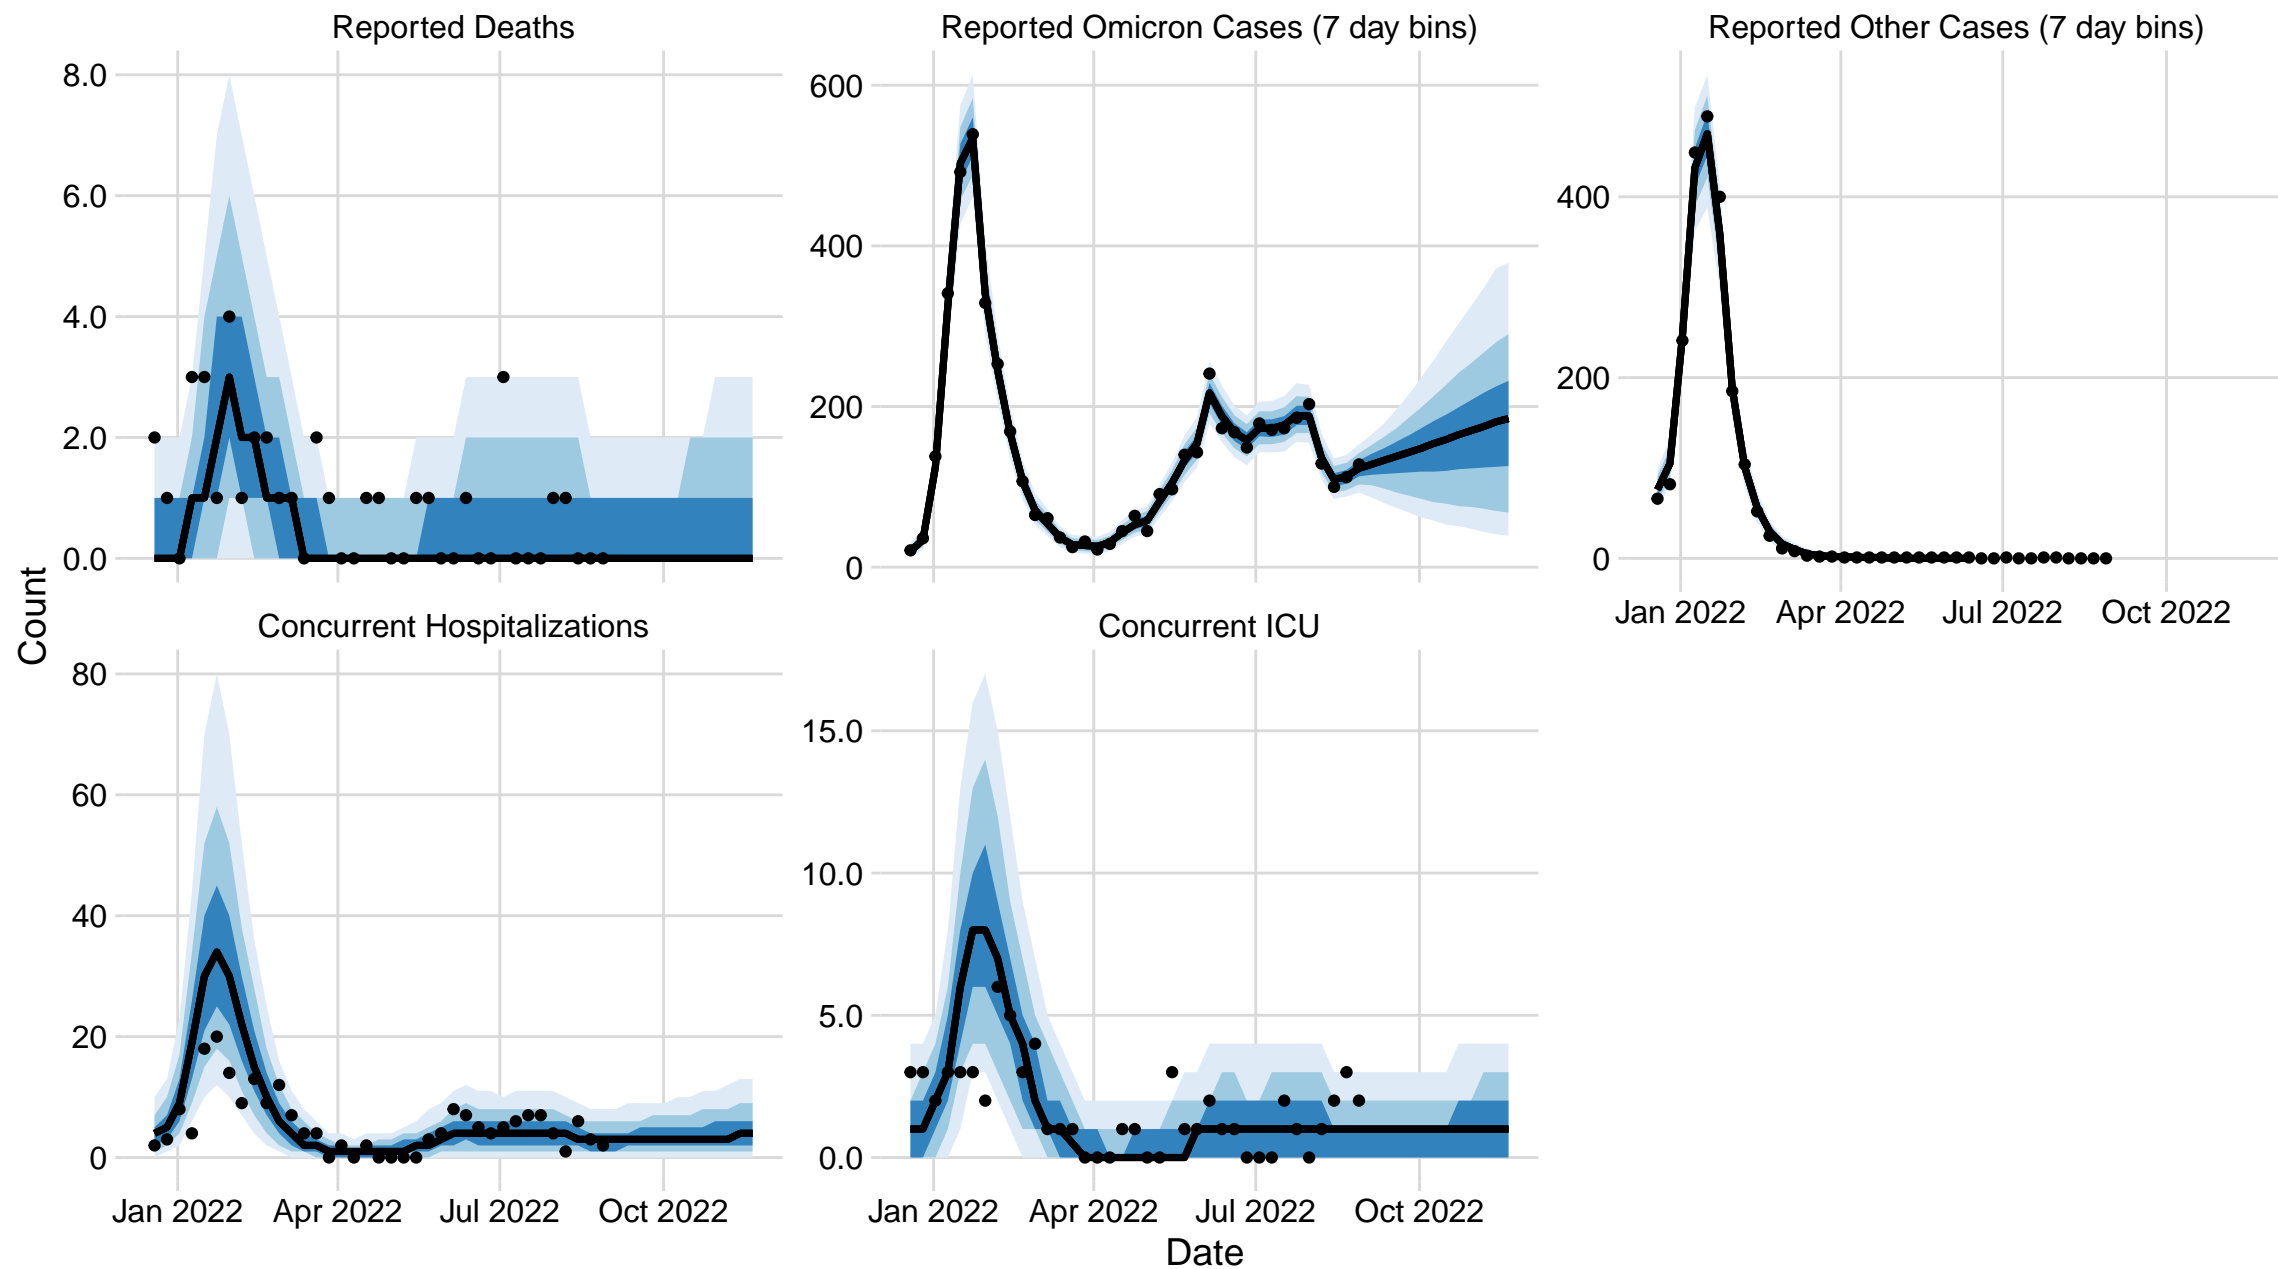 Reported Deaths
Reported Omicron Cases (7 day bins)
Reported Other Cases (7 day bins)
8.0
6.0
4.0
2.0
0.0
600
400
200
0
400
200
0
Jan 2022 Apr 2022 Jul 2022 Oct 2022
Count
Concurrent Hospitalizations
Concurrent ICU
80
60
40
20
0
15.0
10.0
5.0
0.0
Jan 2022 Apr 2022 Jul 2022 Oct 2022
Jan 2022 Apr 2022 Jul 2022 Oct 2022
Date